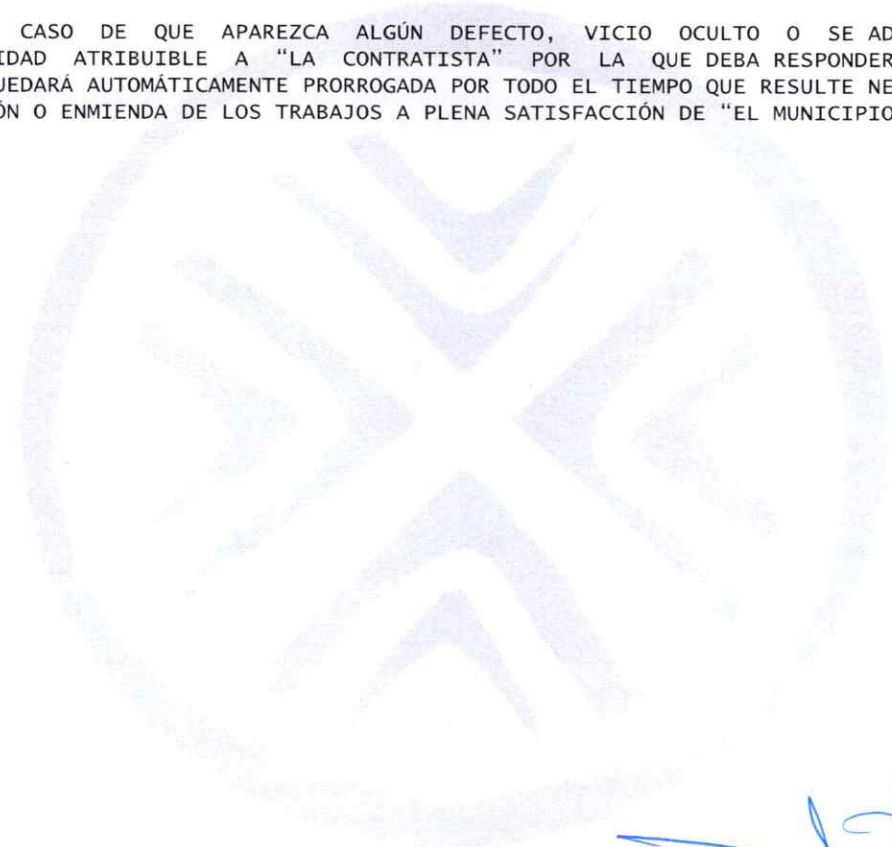 CASO DE QUE APAREZCA ALGÚN DEFECTO, VICIO OCULTO O SE AD
IDAD ATRIBUIBLE A “LA CONTRATISTA” POR LA QUE DEBA RESPONDER
UEDARÁ AUTOMÁTICAMENTE PRORROGADA POR TODO EL TIEMPO QUE RESULTE NE
ÓN O ENMIENDA DE LOS TRABAJOS A PLENA SATISFACCIÓN DE “EL MUNICIPIO